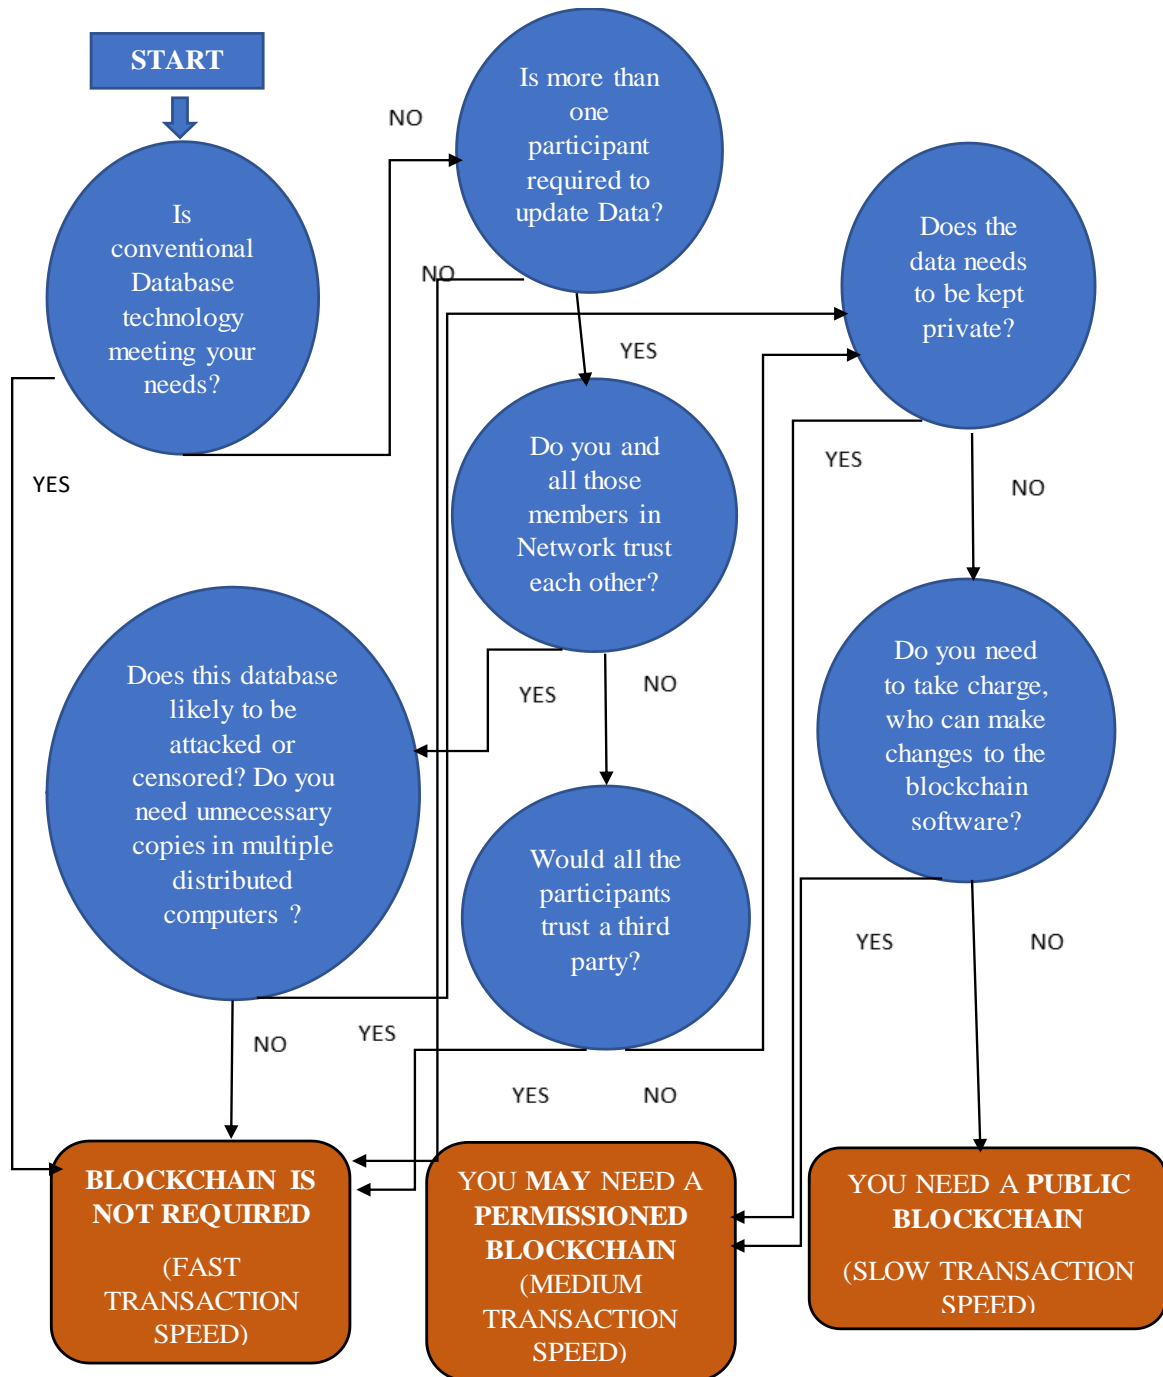 START
Is
conventional
Database
technology
meeting your
needs?
YES
NO
Is more than
one
participant
required to
update Data?
NO
YES
Do you and
all those
members in
Network trust
each other?
YES
NO
Does this database
likely to be
attacked or
censored? Do you
need unnecessary
copies in multiple
distributed
computers ?
NO
YES
Would all the
participants
trust a third
party?
YES
NO
Does the
data needs
to be kept
private?
YES
NO
Do you need
to take charge,
who can make
changes to the
blockchain
software?
YES
NO
BLOCKCHAIN IS
NOT REQUIRED
(FAST
TRANSACTION
SPEED)
YOU MAY NEED A
PERMISSIONED
BLOCKCHAIN
(MEDIUM
TRANSACTION
SPEED)
YOU NEED A PUBLIC
BLOCKCHAIN
(SLOW TRANSACTION
SPEED)